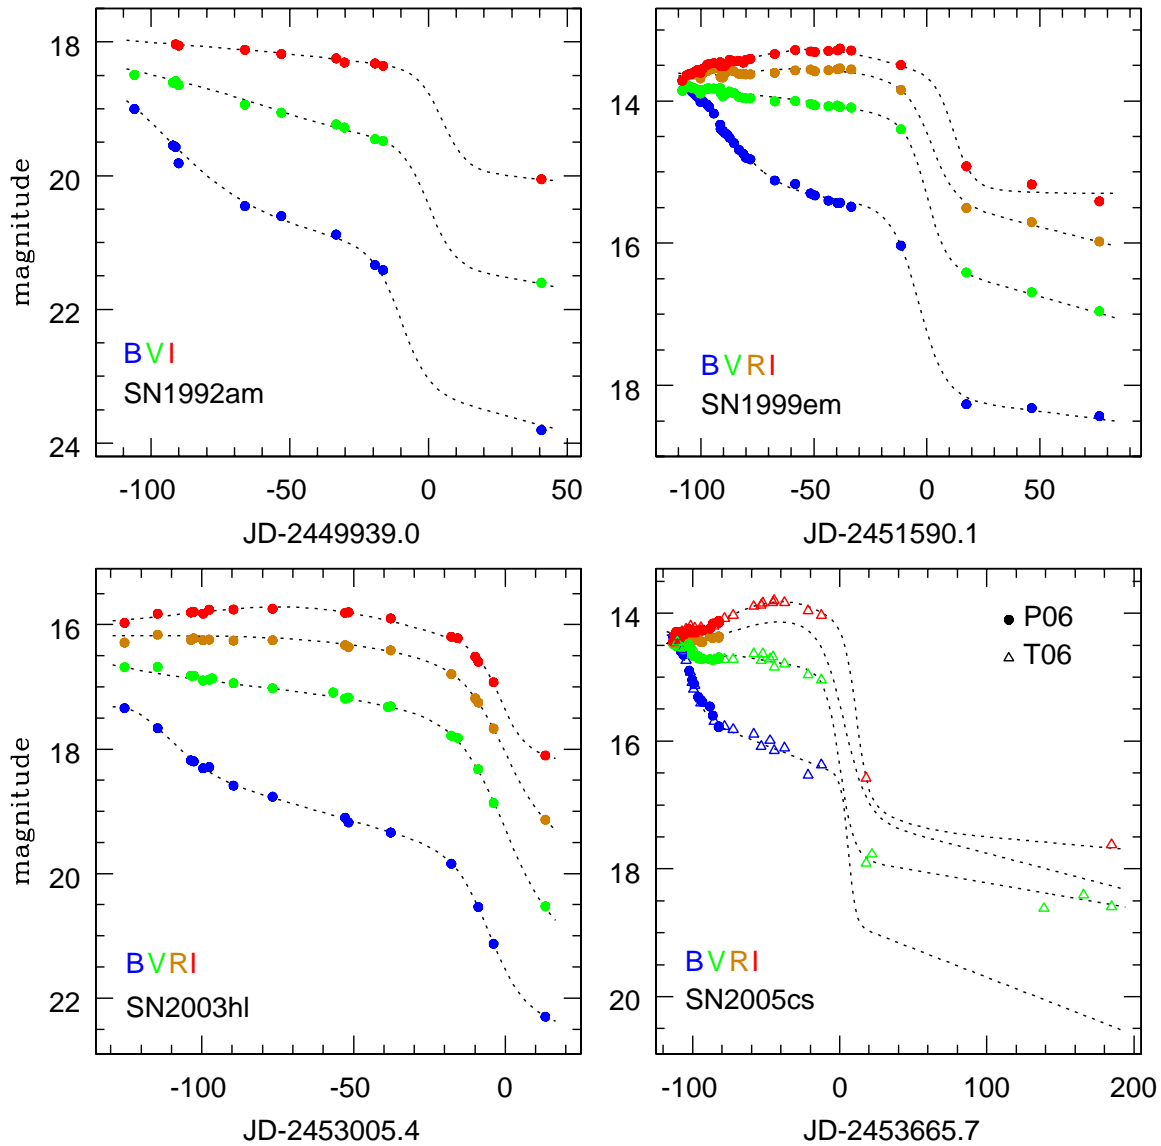 18
20
22
24
magnitude
BVI
SN1992am
-100 -50 0 50
JD-2449939.0
14
16
18
BVRI
SN1999em
-100 -50 0 50
JD-2451590.1
16
18
20
22
magnitude
BVRI
SN2003hl
-100 -50 0
JD-2453005.4
14
16
18
20
P06
T06
BVRI
SN2005cs
-100 0 100 200
JD-2453665.7